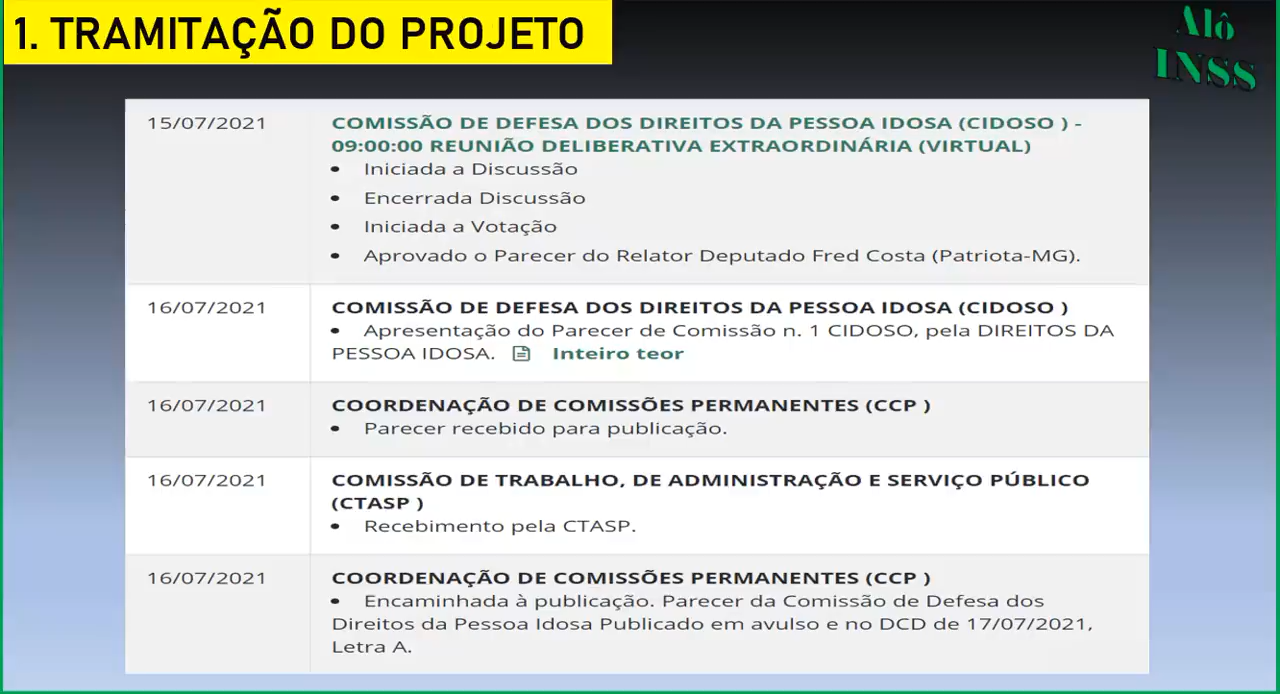 1. TRAMITAÇÃO DO PROJETO
Alô
INSS
15/07/2021
COMISSÃO DE DEFESA DOS DIREITOS DA PESSOA IDOSA (CIDOSO ) -
09:00:00 REUNIÃO DELIBERATIVA EXTRAORDINÁRIA (VIRTUAL)
• Iniciada a Discussão
• Encerrada Discussão
• Iniciada a Votação
• Aprovado o Parecer do Relator Deputado Fred Costa (Patriota-MG).
16/07/2021
COMISSÃO DE DEFESA DOS DIREITOS DA PESSOA IDOSA (CIDOSO )
• Apresentação do Parecer de Comissão n. 1 CIDOSO, pela DIREITOS DA
PESSOA IDOSA. Inteiro teor
16/07/2021
COORDENAÇÃO DE COMISSÕES PERMANENTES (CCP )
• Parecer recebido para publicação.
16/07/2021
COMISSÃO DE TRABALHO, DE ADMINISTRAÇÃO E SERVIÇO PÚBLICO
(CTASP )
• Recebimento pela CTASP.
16/07/2021
COORDENAÇÃO DE COMISSÕES PERMANENTES (CCP )
• Encaminhada à publicação. Parecer da Comissão de Defesa dos
Direitos da Pessoa Idosa Publicado em avulso e no DCD de 17/07/2021,
Letra A.